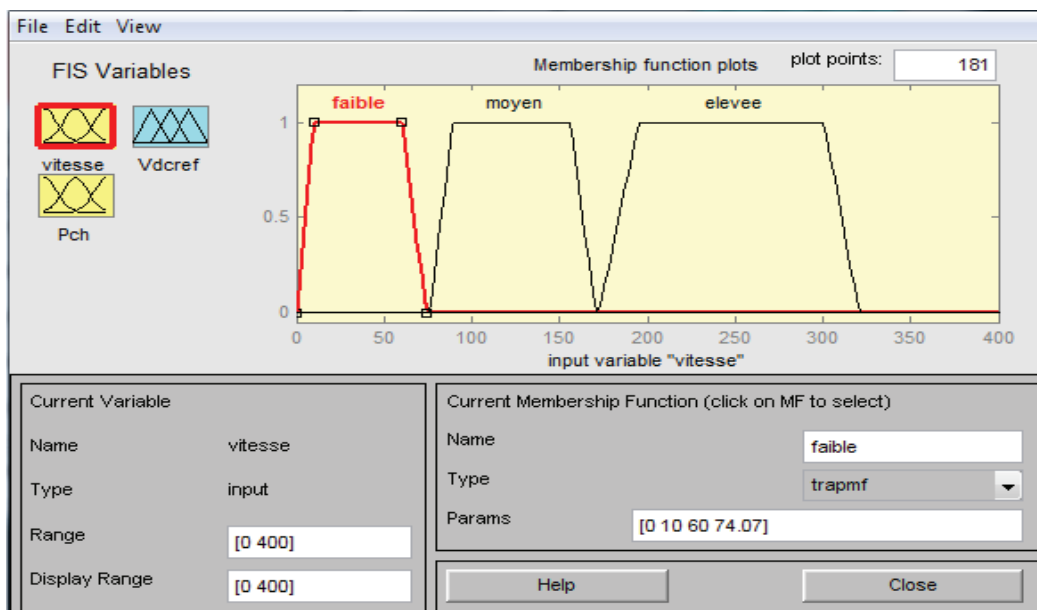 File Edit View
FIS Variables
Membership function plots
plot points:
181
faible
moyen
elevee
vitesse
Vdcref
Pch
1
0.5
0
0 50 100 150 200 250 300 350 400
input variable "vitesse"
Current Variable
Name vitesse
Type input
Range [0 400]
Display Range [0 400]
Current Membership Function (click on MF to select)
Name faible
Type trapmf
Params [0 10 60 74.07]
Help Close